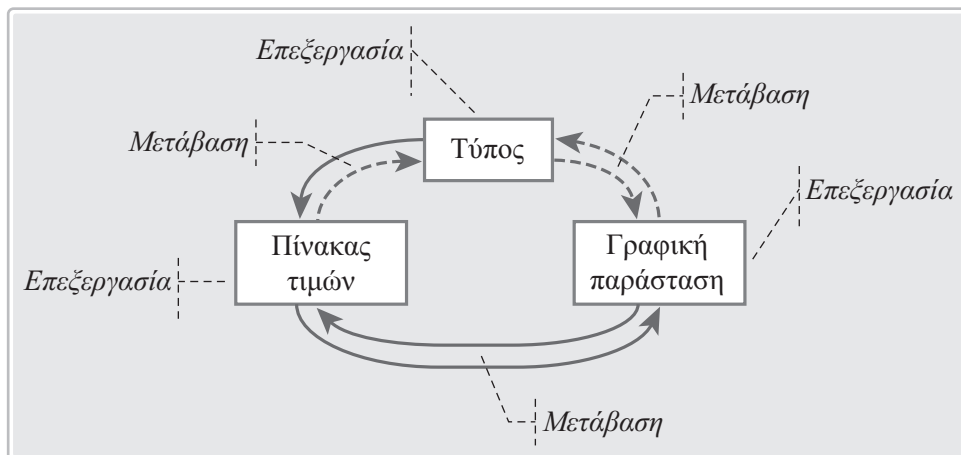 Επεξεργασία
Μετάβαση
Μετάβαση
Τύπος
Επεξεργασία
Πίνακας
τιμών
Γραφική
παράσταση
Επεξεργασία
Μετάβαση